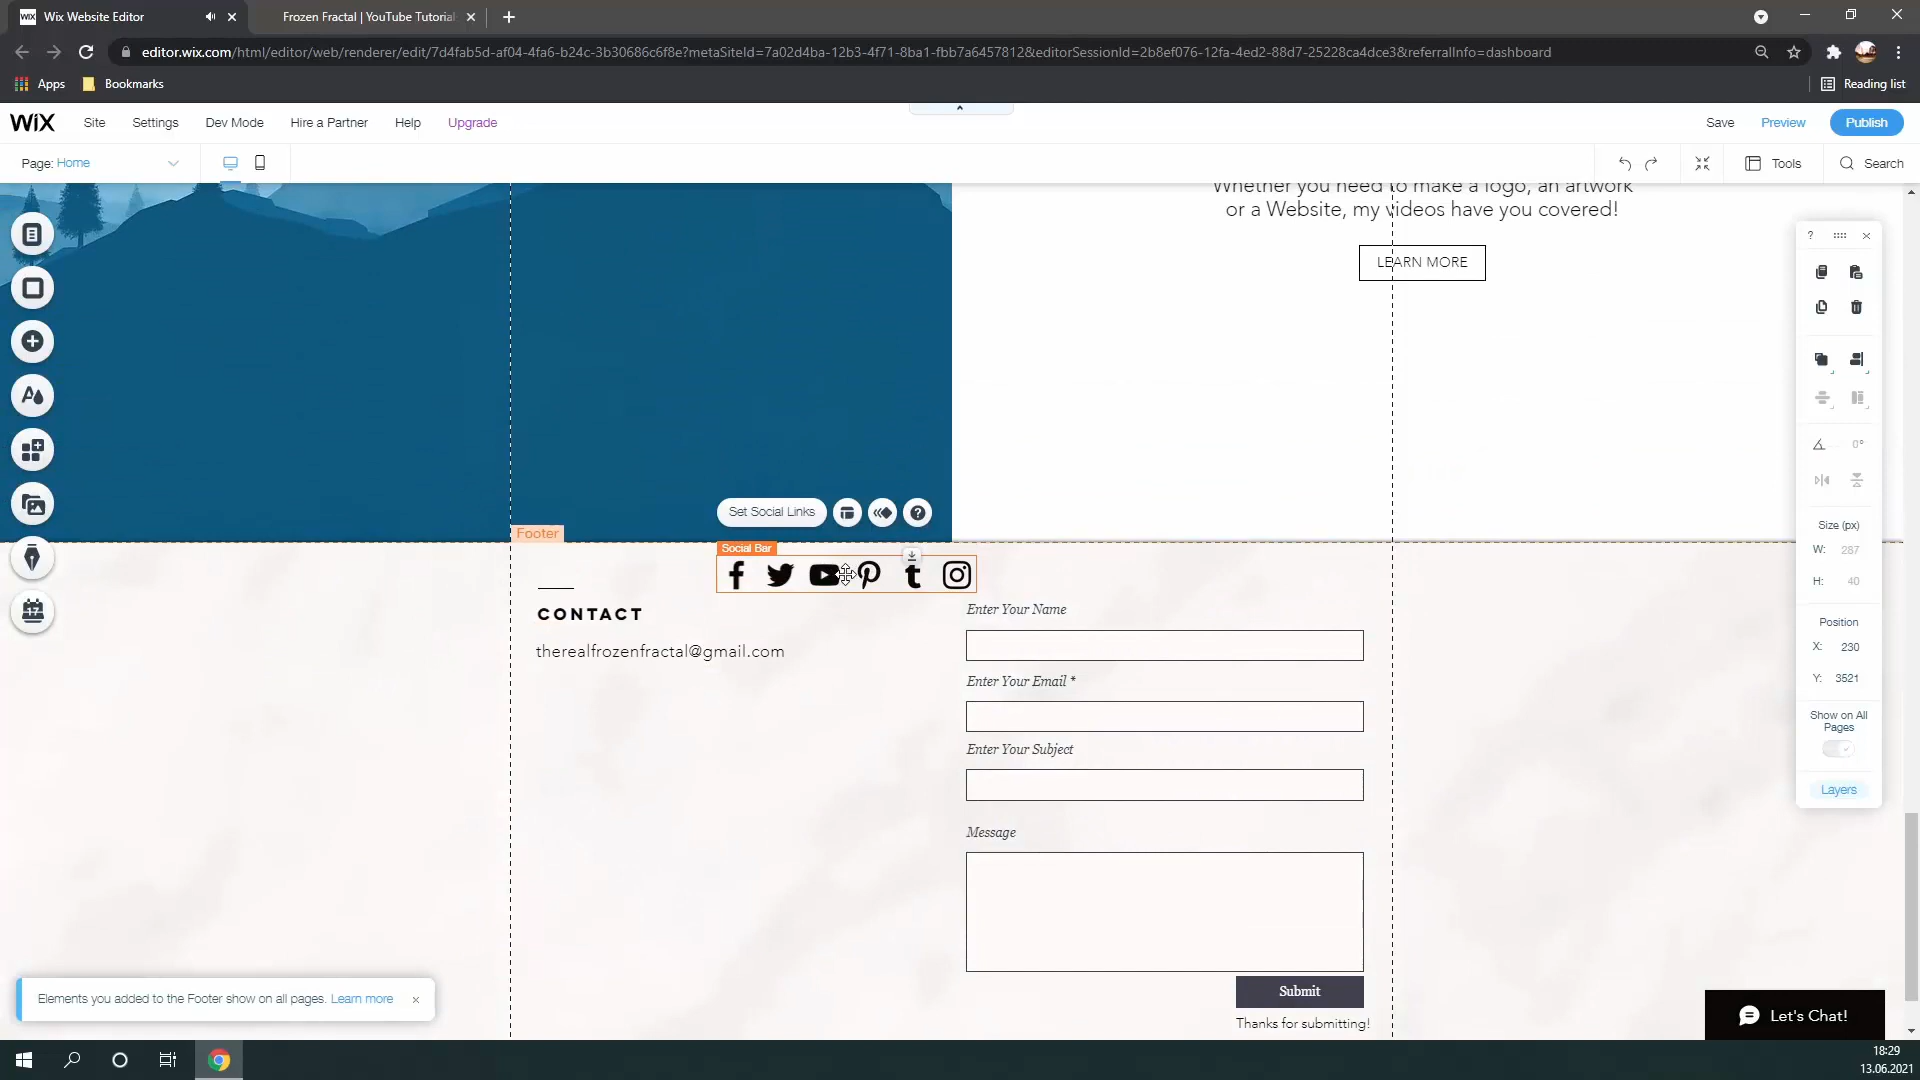 Wix Website Editor
Frozen Fractal | YouTube Tutorial
editor.wix.com/html/editor/web/renderer/edit/7d4fab5d-af04-4fa6-b24c-3b30686c6f8e?metaSiteId=7a02d4ba-12b3-4f71-8ba1-fbb7a6457812&editorSessionId=2b8ef076-12fa-4ed2-88d7-25228ca4dce3&referralInfo=dashboard
Apps
Bookmarks
Reading list
WiX
Site
Settings
Dev Mode
Hire a Partner
Help
Upgrade
Save
Preview
Publish
Page: Home
Tools
Search
Whether you need to make a logo, an artwork
or a Website, my videos have you covered!
LEARN MORE
Set Social Links
Footer
Social Bar
CONTACT
therealfrozenfractal@gmail.com
Enter Your Name
Enter Your Email *
Enter Your Subject
Message
Submit
Thanks for submitting!
0°
Size (px)
W: 287
H: 40
Position
X: 230
Y: 3521
Show on All
Pages
Layers
17
Elements you added to the Footer show on all pages. Learn more
Let's Chat!
18:29
13.06.2021